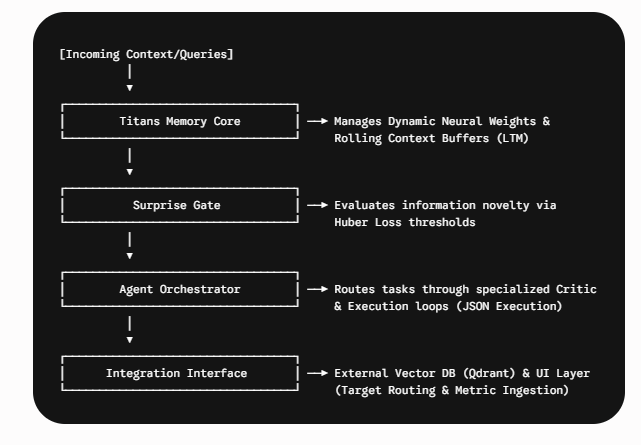 [Incoming Context/Queries]
Titans Memory Core
Manages Dynamic Neural Weights &
Rolling Context Buffers (LTM)
Surprise Gate
Evaluates information novelty via
Huber Loss thresholds
Agent Orchestrator
Routes tasks through specialized Critic
& Execution loops (JSON Execution)
Integration Interface
External Vector DB (Qdrant) & UI Layer
(Target Routing & Metric Ingestion)